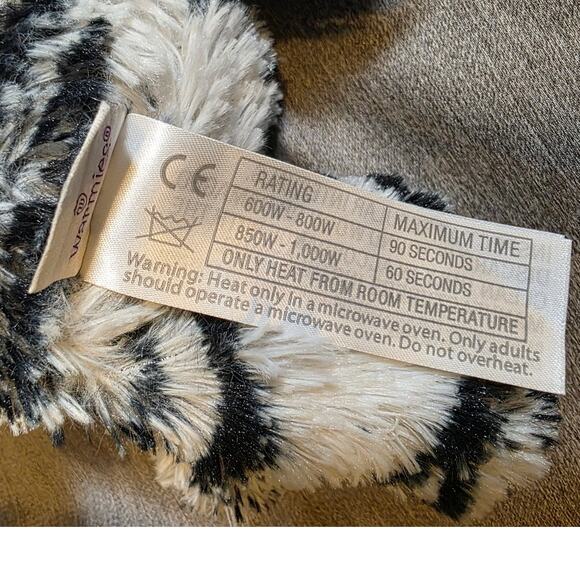 warmies®
CE
RATING MAXIMUM TIME
600W - 800W 90 SECONDS
850W - 1,000W 60 SECONDS
ONLY HEAT FROM ROOM TEMPERATURE
Warning: Heat only in a microwave oven. Only adults
should operate a microwave oven. Do not overheat.